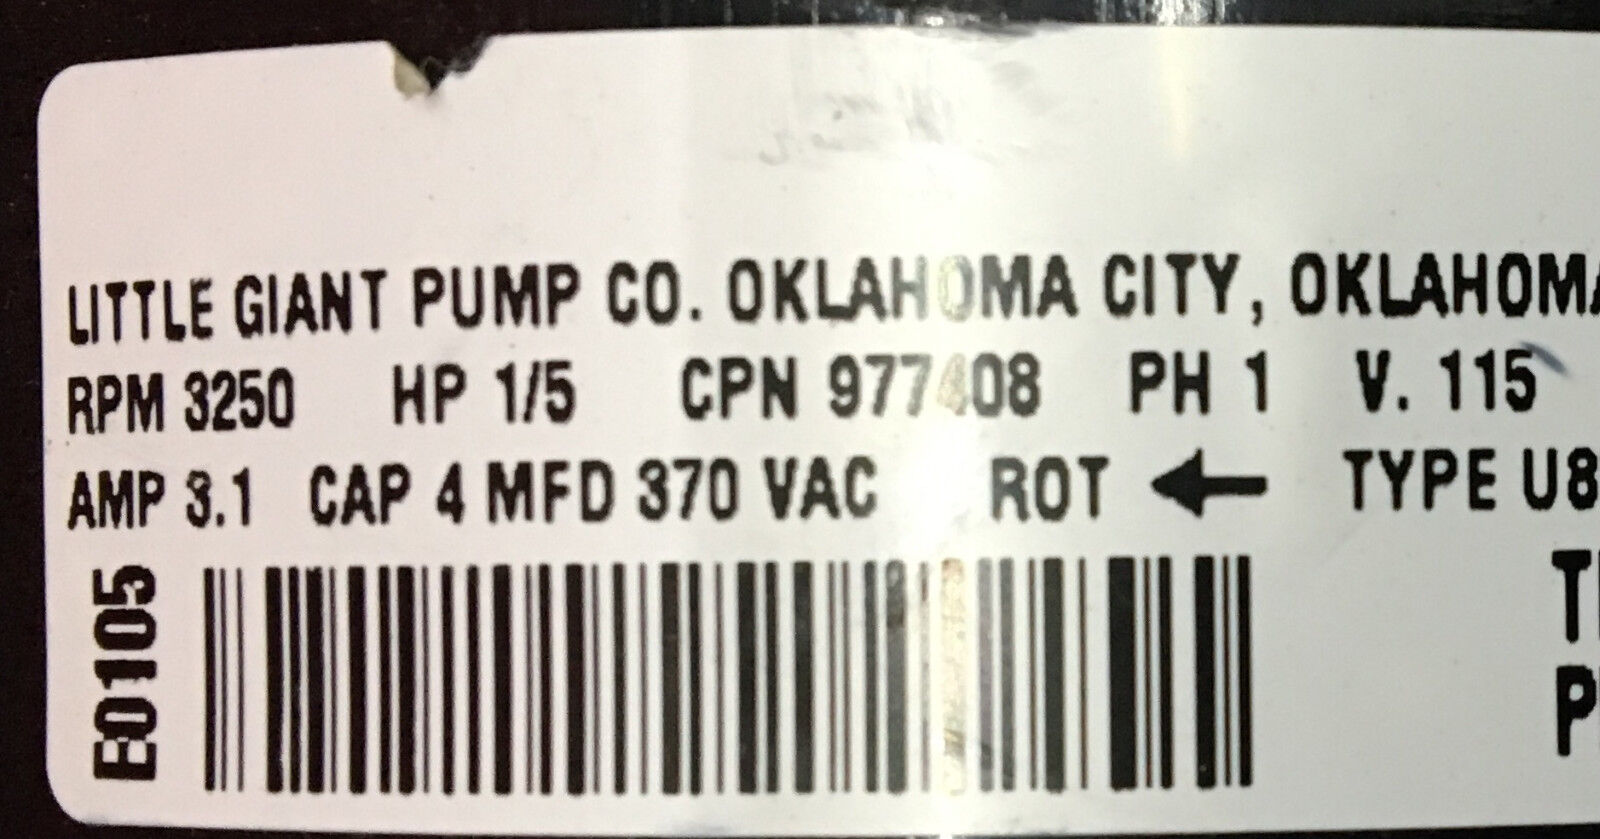 LITTLE GIANT PUMP CO. OKLAHOMA CITY, OKLAHOMA
RPM 3250 HP 1/5 CPN 977408 PH 1 V. 115
AMP 3.1 CAP 4 MFD 370 VAC ROT ← TYPE U8
E0105